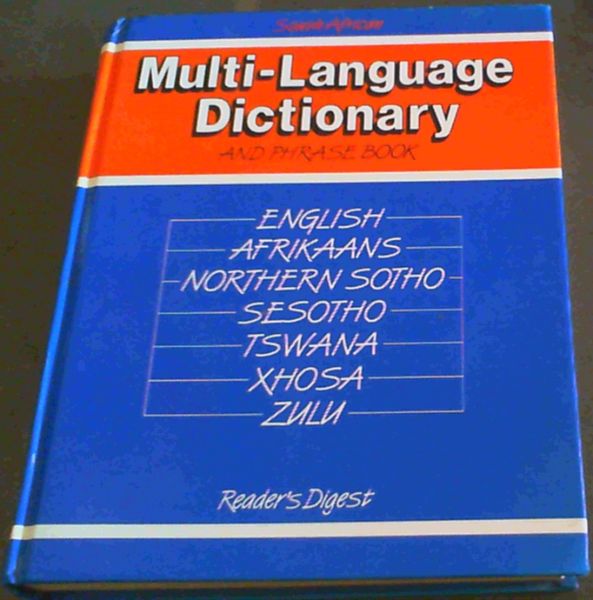 South African
Multi-Language
Dictionary
AND PHRASE BOOK
ENGLISH
AFRIKAANS
NORTHERN SOTHO
SESOTHO
TSWANA
XHOSA
ZULU
Reader's Digest